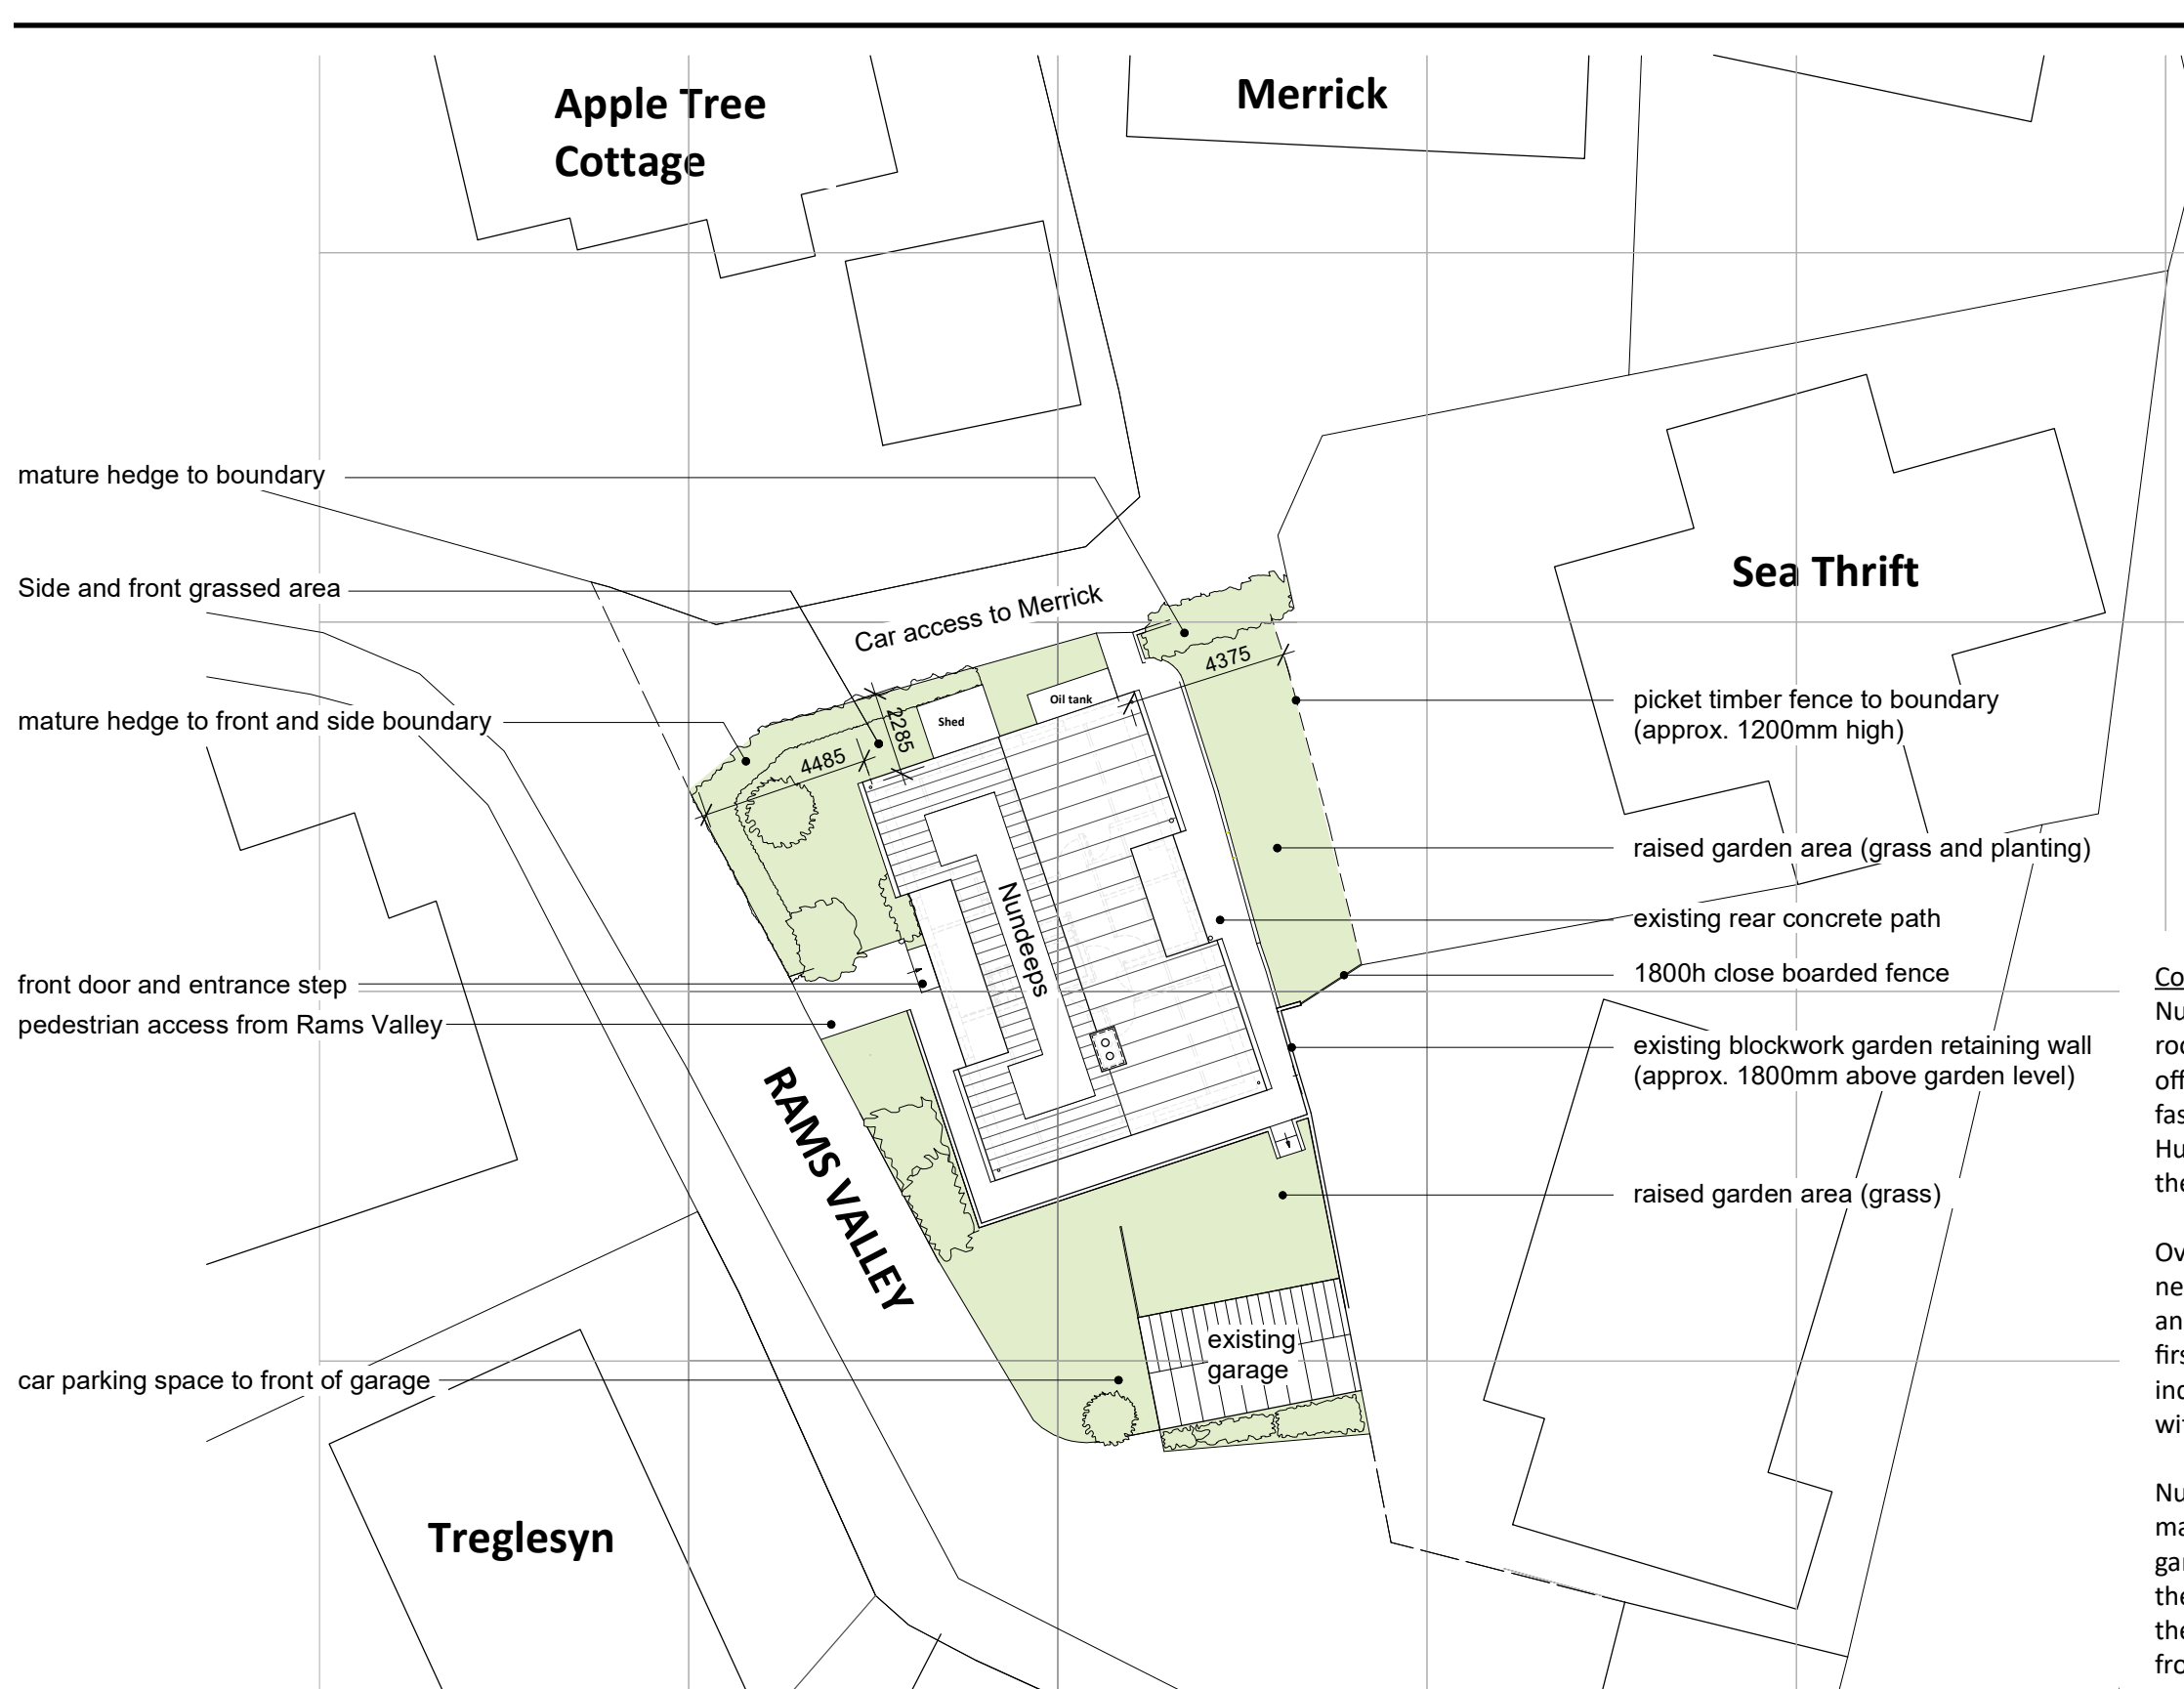 Apple Tree
Cottage
Merrick
mature hedge to boundary
Side and front grassed area
mature hedge to front and side boundary
front door and entrance step
pedestrian access from Rams Valley
car parking space to front of garage
Car access to Merrick
4375
2285
4485
Shed
Oil tank
Nundeeps
RAMS VALLEY
existing
garage
Treglesyn
Sea Thrift
picket timber fence to boundary
(approx. 1200mm high)
raised garden area (grass and planting)
existing rear concrete path
1800h close boarded fence
existing blockwork garden retaining wall
(approx. 1800mm above garden level)
raised garden area (grass)